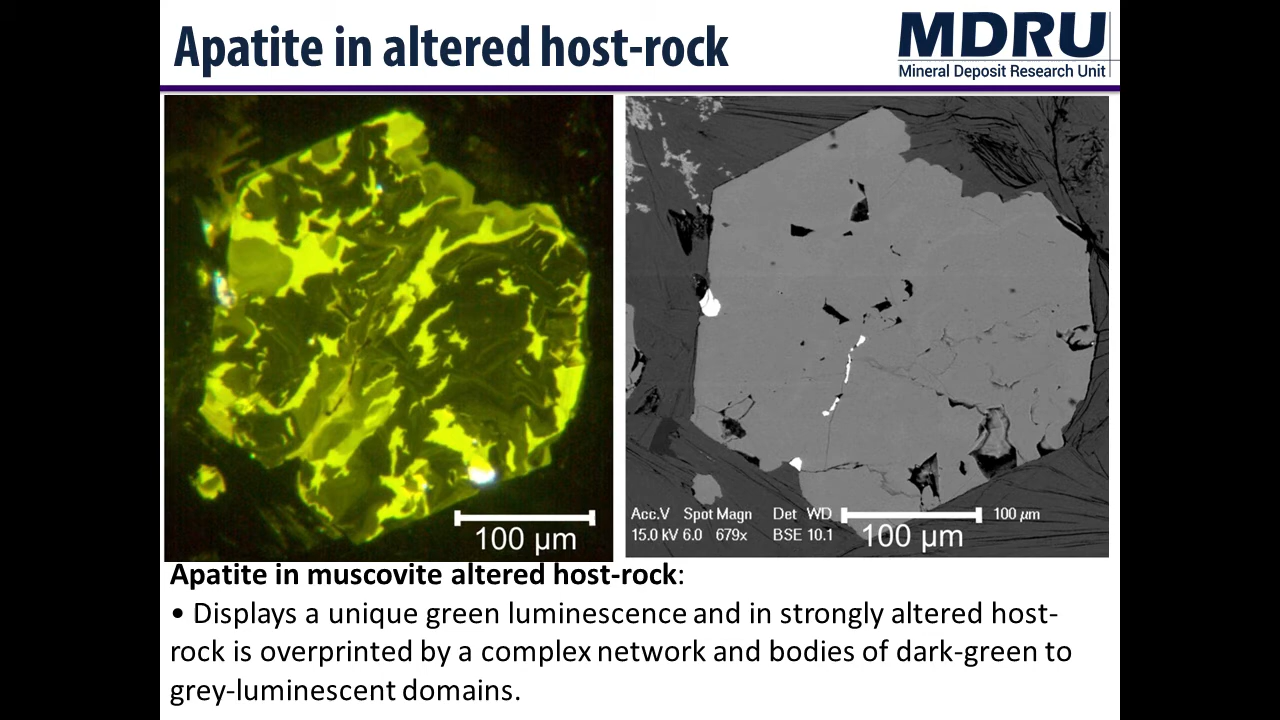 Apatite in altered host-rock
MDRU
Mineral Deposit Research Unit
100 µm
Acc.V Spot Magn Det WD
15.0 kV 6.0 679x BSE 10.1
100 µm
100 µm
Apatite in muscovite altered host-rock:
• Displays a unique green luminescence and in strongly altered host-
rock is overprinted by a complex network and bodies of dark-green to
grey-luminescent domains.